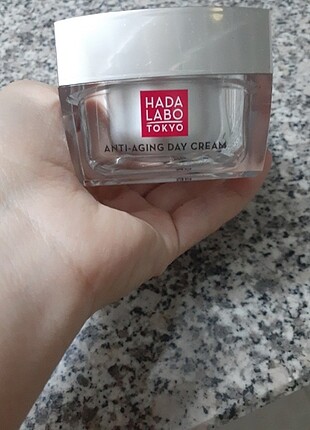 HADA
LABO
TOKYO
ANTI-AGING DAY CREAM